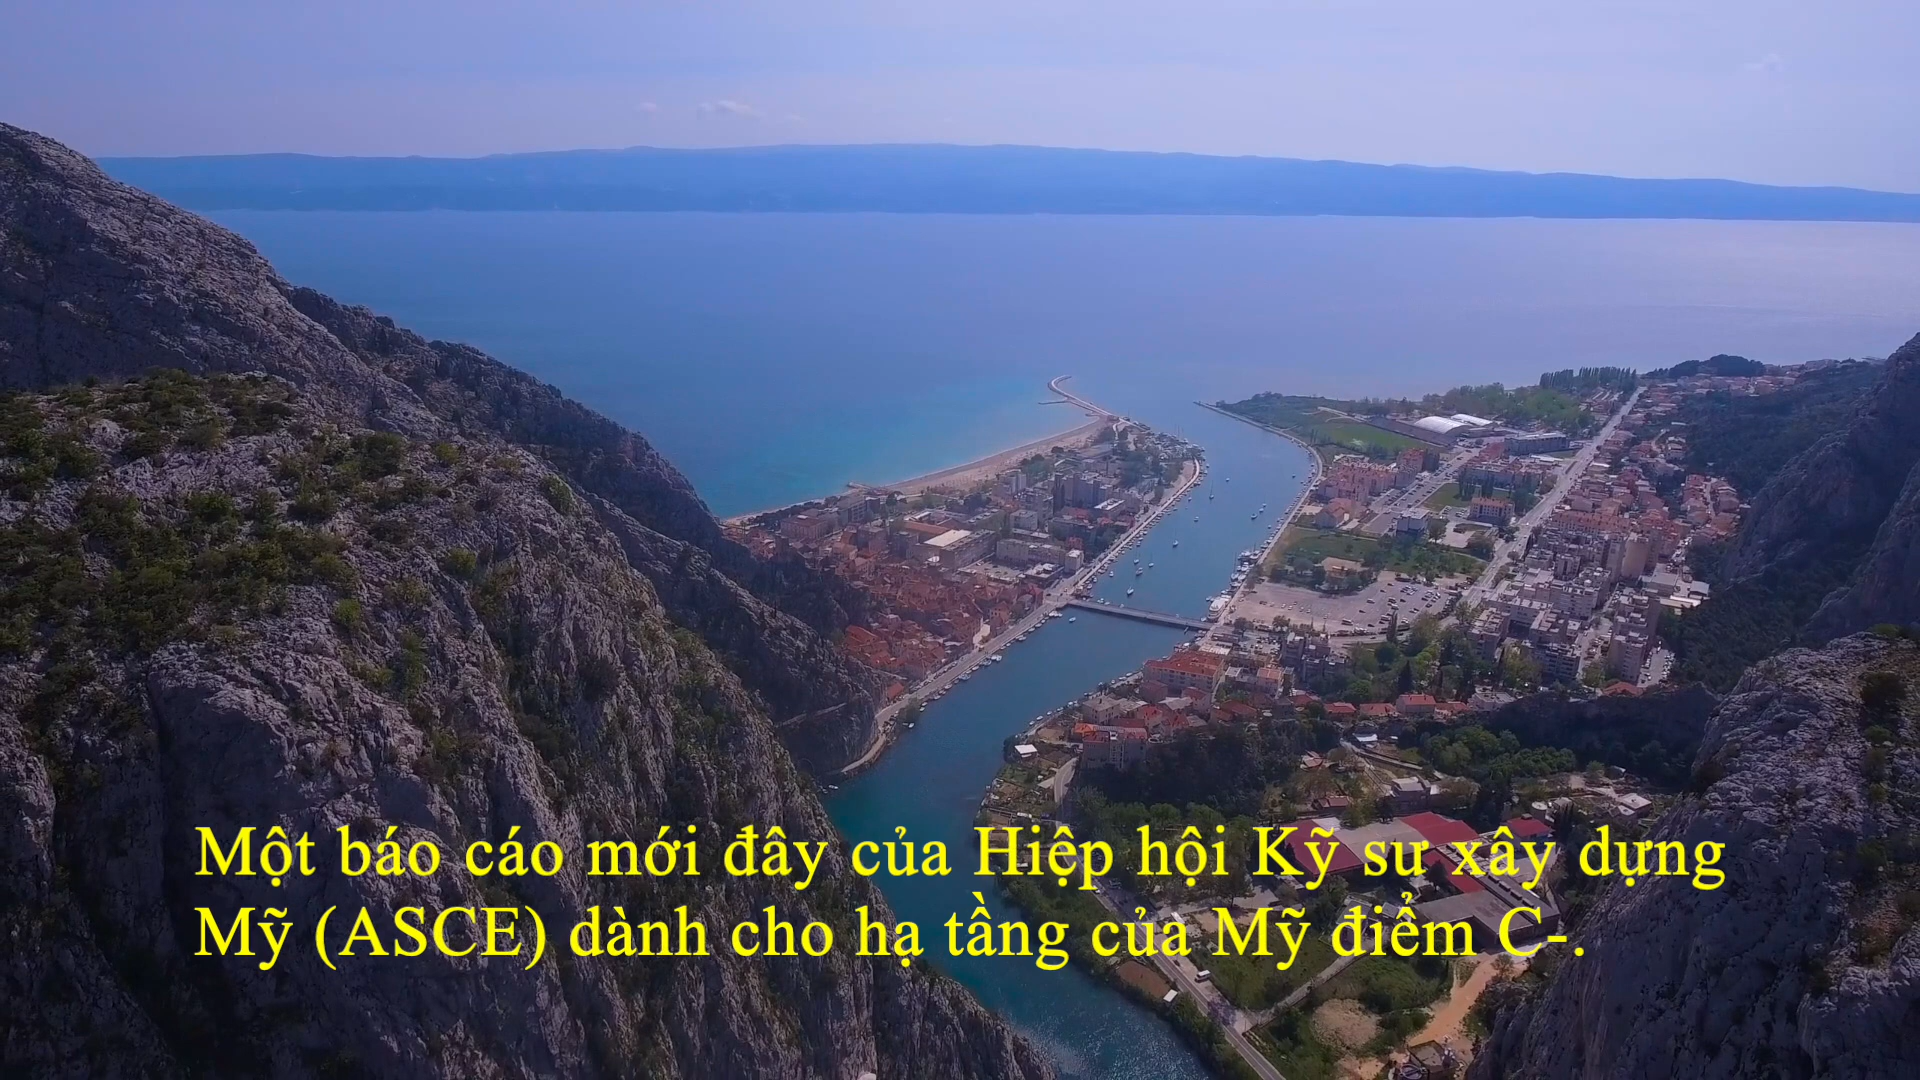 Một báo cáo mới đây của Hiệp hội Kỹ sư xây dựng
Mỹ (ASCE) dành cho hạ tầng của Mỹ điểm C-.